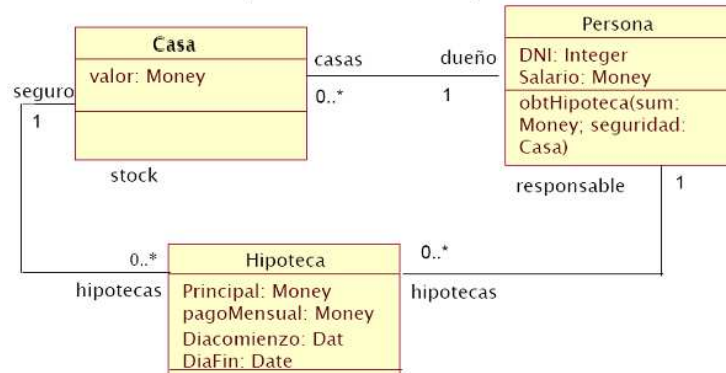 Casa
valor: Money
casas
0..*
dueño
1
Persona
DNI: Integer
Salario: Money
obtHipoteca(sum:
Money; seguridad:
Casa)
seguro
1
stock
responsable
1
0..*
hipotecas
Hipoteca
Principal: Money
pagoMensual: Money
Diacomienzo: Dat
DiaFin: Date
0..*
hipotecas